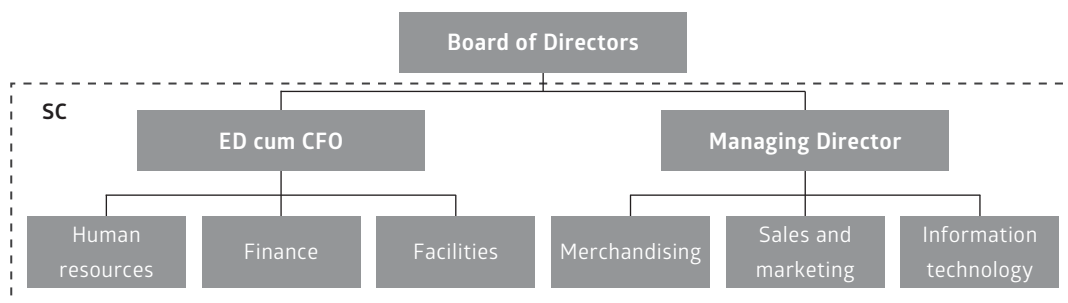 Board of Directors
SC
ED cum CFO
Managing Director
Human
resources
Finance
Facilities
Merchandising
Sales and
marketing
Information
technology